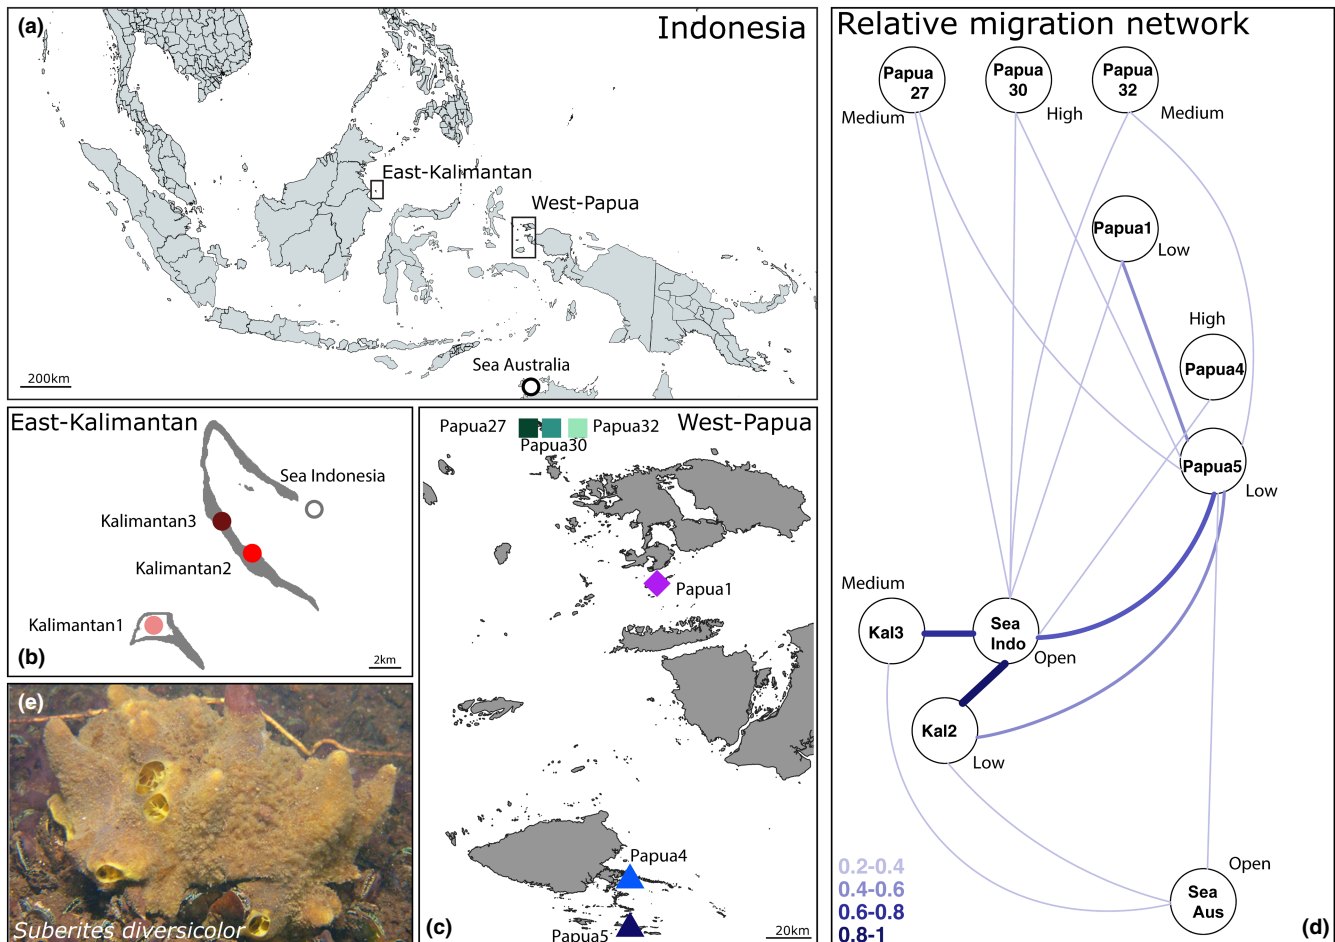 (a)
Indonesia
East-Kalimantan
West-Papua
Sea Australia
200km
East-Kalimantan
Sea Indonesia
Kalimantan3
Kalimantan2
Kalimantan1
(b)
2km
(e)
Suberites diversicolor
Papua27
Papua32
West-Papua
Papua30
Papua1
Papua4
Papua5
(c)
20km
Relative migration network
Papua
27
Medium
Papua
30
High
Papua
32
Medium
Papua1
Low
High
Papua4
Papua5
Low
Medium
Kal3
Sea
Indo
Open
Kal2
Low
Open
Sea
Aus
0.2-0.4
0.4-0.6
0.6-0.8
0.8-1
(d)